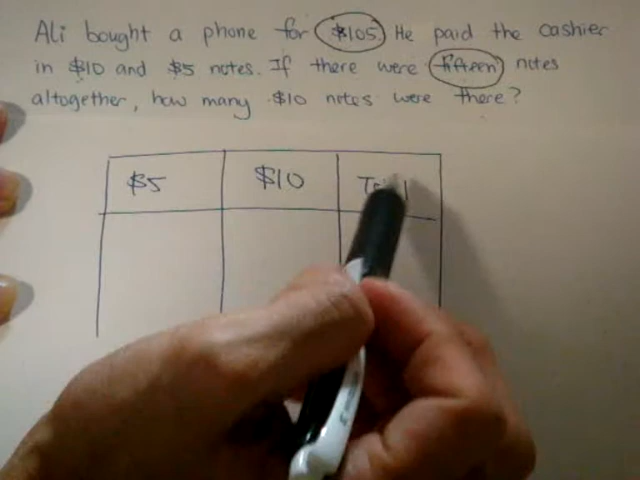 Ali bought a phone for $105. He paid the cashier
in $10 and $5 notes. If there were fifteen notes
altogether, how many $10 notes were there?
$5 $10